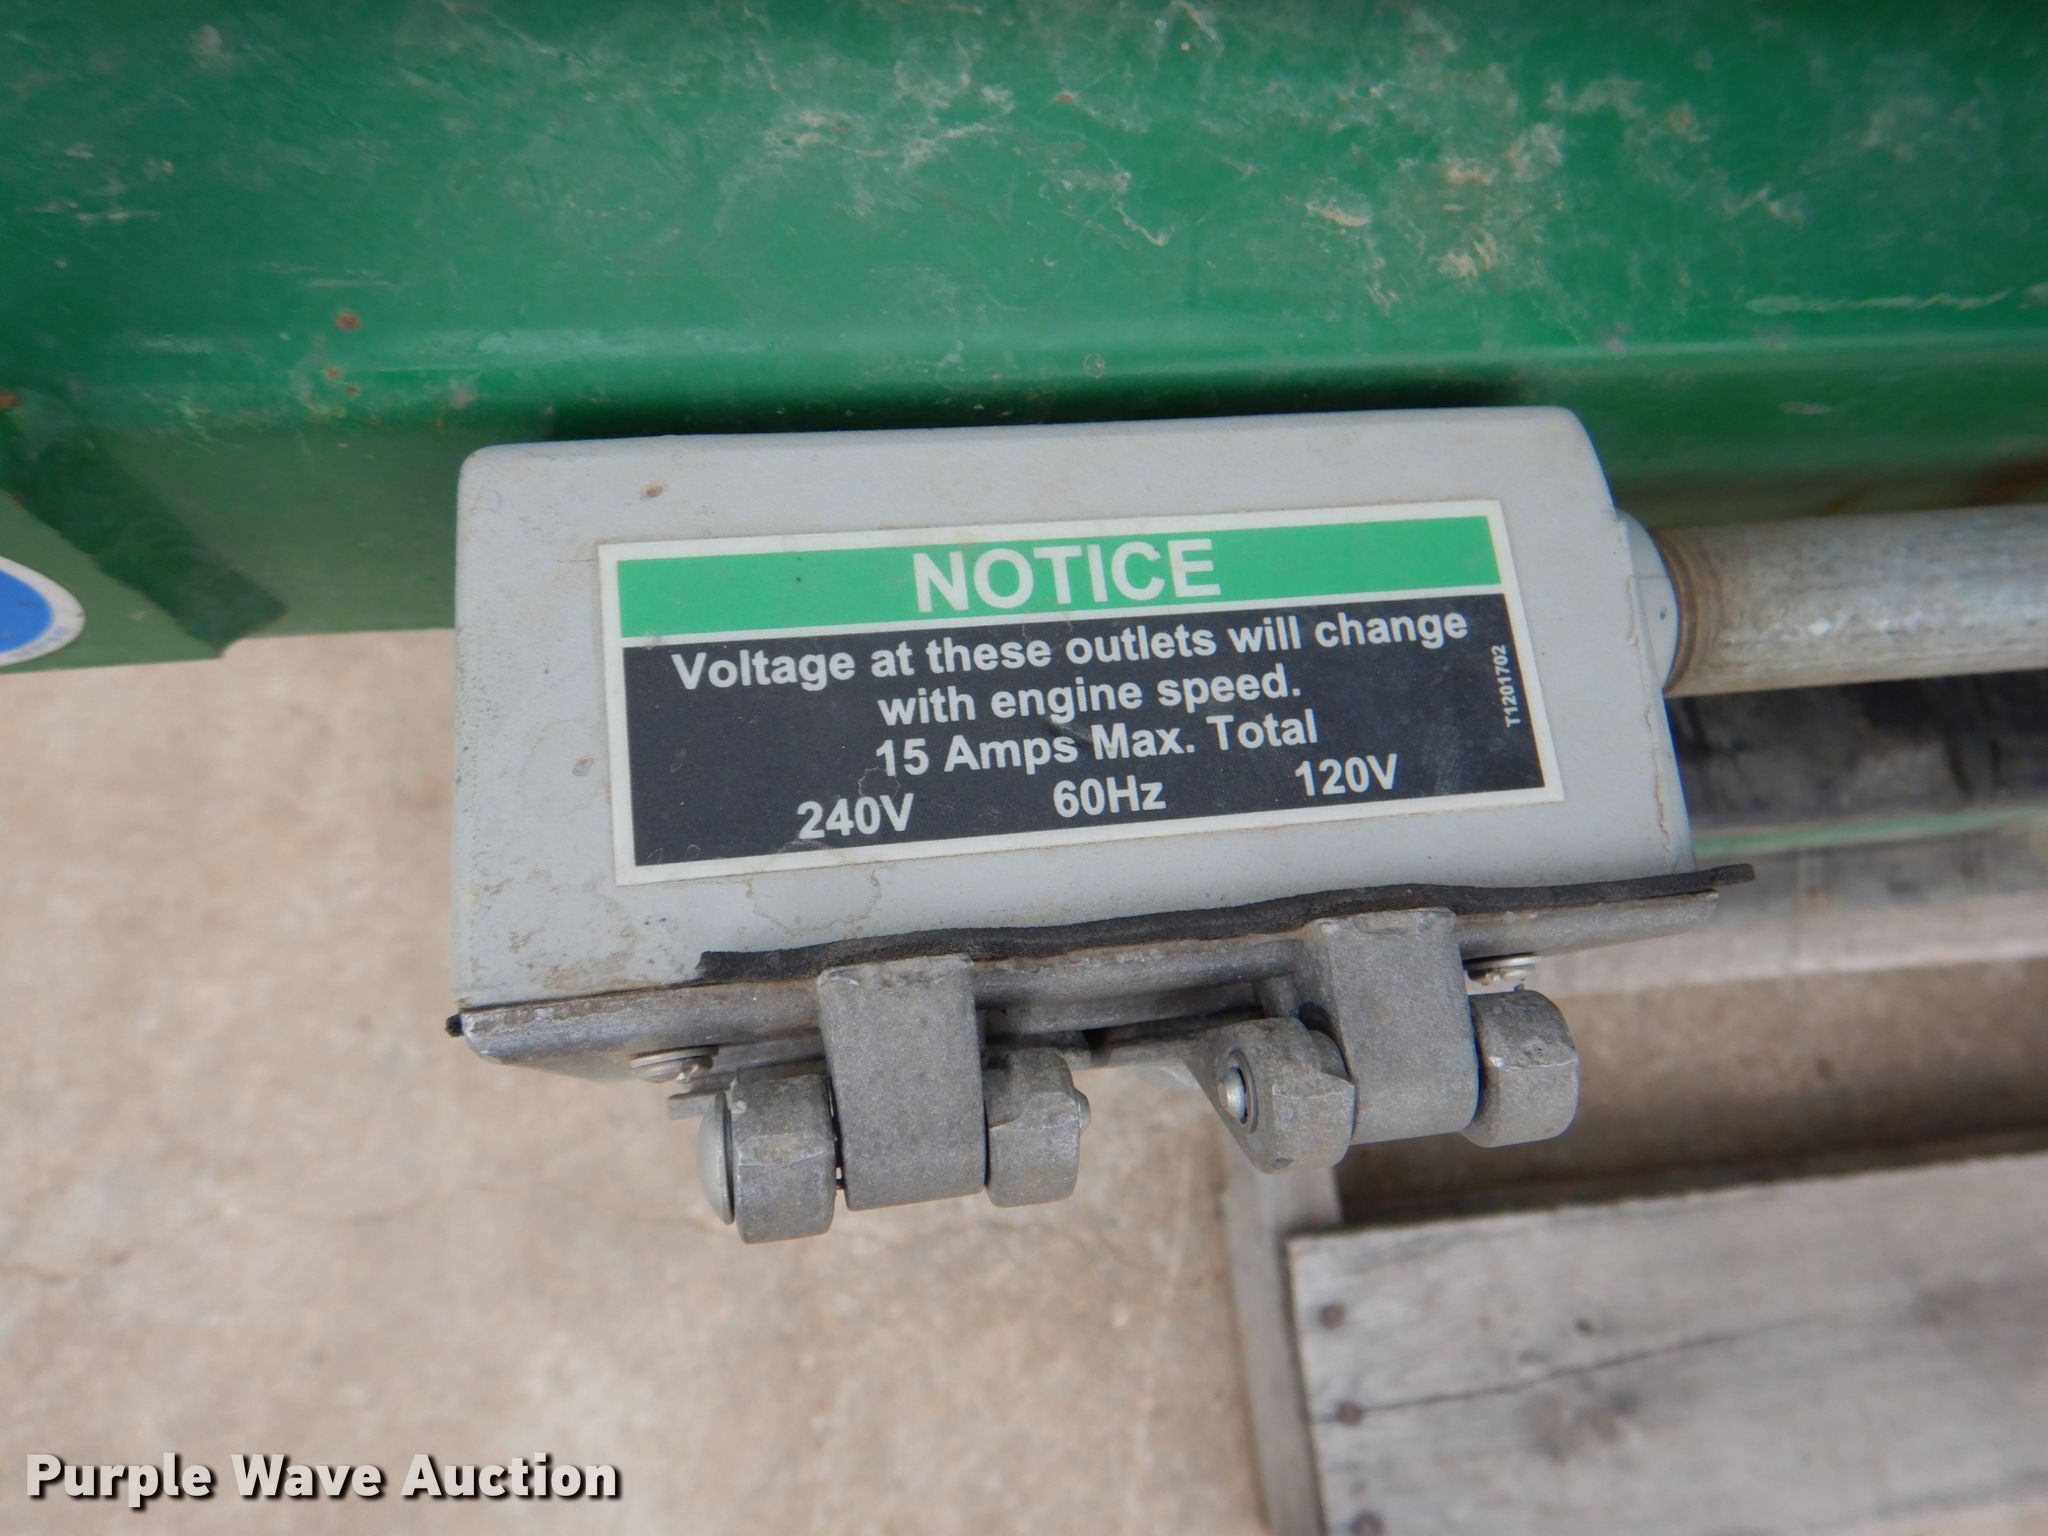 NOTICE
Voltage at these outlets will change
with engine speed.
15 Amps Max. Total
240V 60Hz 120V
T1201702
Purple Wave Auction